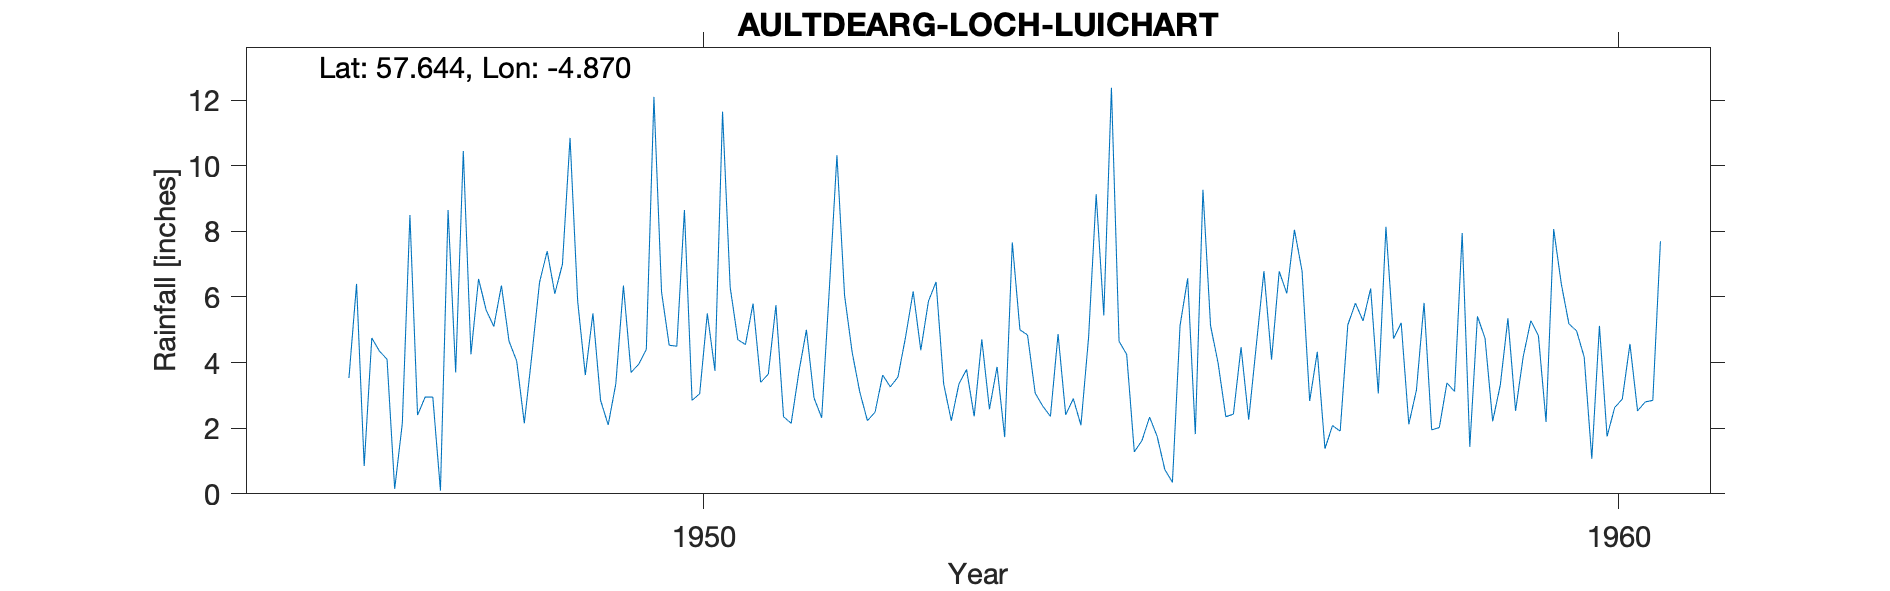 AULTDEARG-LOCH-LUICHART
Lat: 57.644, Lon: -4.870
12
10
8
6
4
2
0
Rainfall [inches]
1950
1960
Year